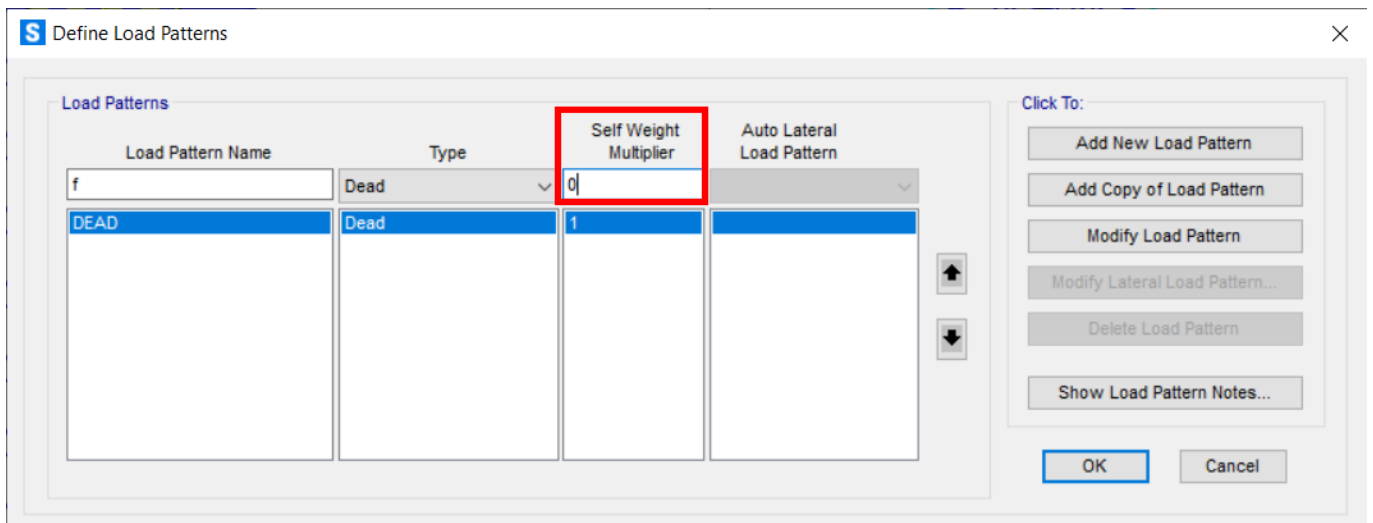 S Define Load Patterns
Load Patterns
Click To:
Load Pattern Name
Type
Self Weight
Multiplier
Auto Lateral
Load Pattern
f
Dead
0
DEAD
Dead
1
Add New Load Pattern
Add Copy of Load Pattern
Modify Load Pattern
Modify Lateral Load Pattern...
Delete Load Pattern
Show Load Pattern Notes...
OK
Cancel